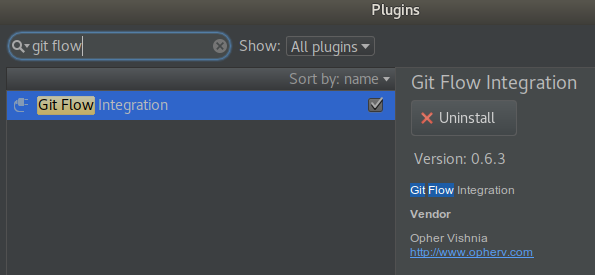 Plugins
git flow
Show: All plugins
Sort by: name
Git Flow Integration
Git Flow Integration
Uninstall
Version: 0.6.3
Git Flow Integration
Vendor
Opher Vishnia
http://www.opherv.com